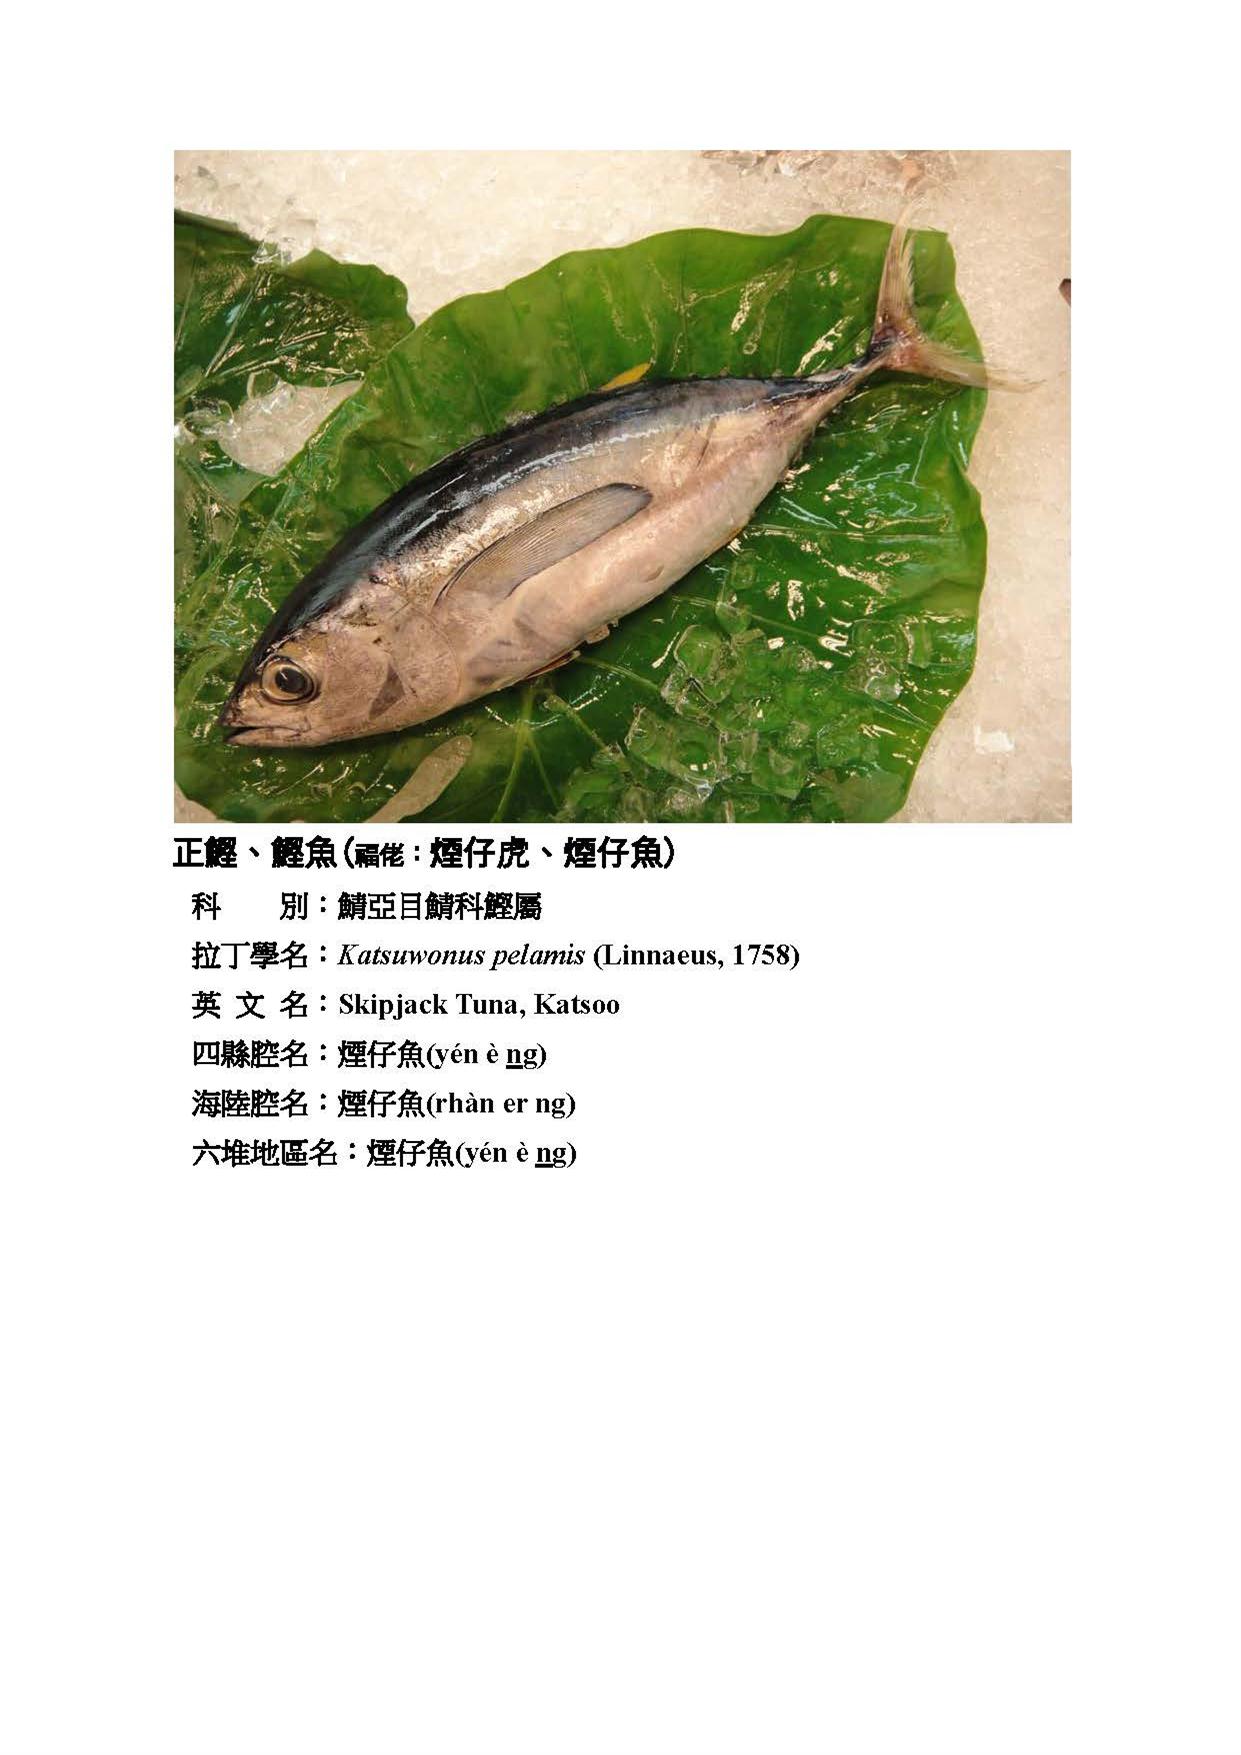 正鰹、鰹魚(福佬：煙仔虎、煙仔魚)
科　　別：鯖亞目鯖科鰹屬
拉丁學名：Katsuwonus pelamis (Linnaeus, 1758)
英 文 名：Skipjack Tuna, Katsoo
四縣腔名：煙仔魚(yén è ng)
海陸腔名：煙仔魚(rhàn er ng)
六堆地區名：煙仔魚(yén è ng)